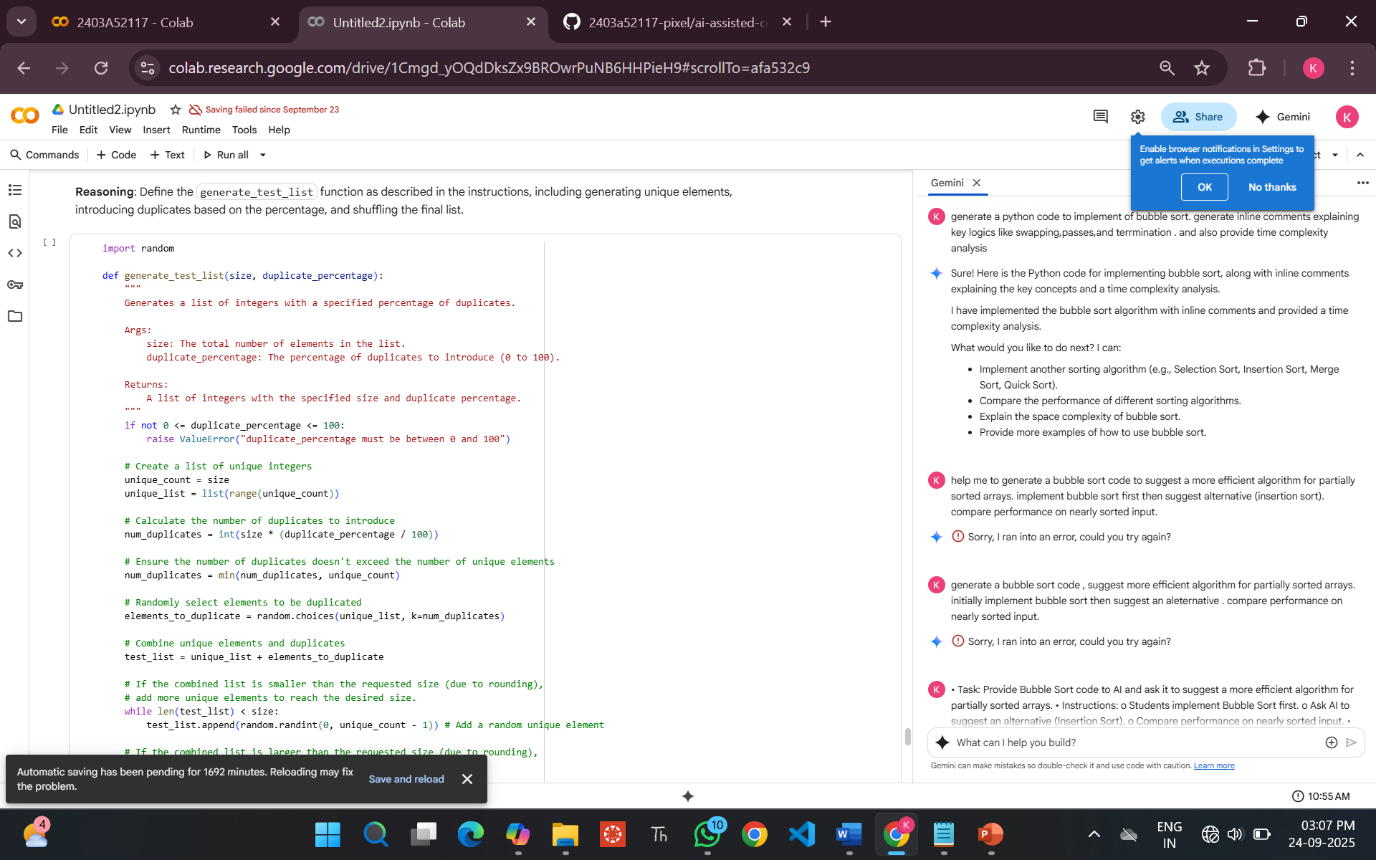 2403A52117 - Colab
Untitled2.ipynb - Colab
2403a52117-pixel/ai-assisted-c
colab.research.google.com/drive/1Cmgd_yOQdDksZx9BROwrPuNB6HHPieH9#scrollTo=afa532c9
K
Untitled2.ipynb
Saving failed since September 23
File Edit View Insert Runtime Tools Help
Share
Gemini
K
Commands + Code + Text Run all
Enable browser notifications in Settings to
get alerts when executions complete
OK No thanks
Reasoning: Define the generate_test_list function as described in the instructions, including generating unique elements,
introducing duplicates based on the percentage, and shuffling the final list.
[ ]
import random
def generate_test_list(size, duplicate_percentage):
"""
Generates a list of integers with a specified percentage of duplicates.
Args:
size: The total number of elements in the list.
duplicate_percentage: The percentage of duplicates to introduce (0 to 100).
Returns:
A list of integers with the specified size and duplicate percentage.
"""
if not 0 <= duplicate_percentage <= 100:
raise ValueError("duplicate_percentage must be between 0 and 100")
# Create a list of unique integers
unique_count = size
unique_list = list(range(unique_count))
# Calculate the number of duplicates to introduce
num_duplicates = int(size * (duplicate_percentage / 100))
# Ensure the number of duplicates doesn't exceed the number of unique elements
num_duplicates = min(num_duplicates, unique_count)
# Randomly select elements to be duplicated
elements_to_duplicate = random.choices(unique_list, k=num_duplicates)
# Combine unique elements and duplicates
test_list = unique_list + elements_to_duplicate
# If the combined list is smaller than the requested size (due to rounding),
# add more unique elements to reach the desired size.
while len(test_list) < size:
test_list.append(random.randint(0, unique_count - 1)) # Add a random unique element
# If the combined list is larger than the requested size (due to rounding),
Gemini
K
generate a python code to implement of bubble sort. generate inline comments explaining
key logics like swapping,passes,and terrmination . and also provide time complexity
analysis
Sure! Here is the Python code for implementing bubble sort, along with inline comments
explaining the key concepts and a time complexity analysis.
I have implemented the bubble sort algorithm with inline comments and provided a time
complexity analysis.
What would you like to do next? I can:
• Implement another sorting algorithm (e.g., Selection Sort, Insertion Sort, Merge
Sort, Quick Sort).
• Compare the performance of different sorting algorithms.
• Explain the space complexity of bubble sort.
• Provide more examples of how to use bubble sort.
K
help me to generate a bubble sort code to suggest a more efficient algorithm for partially
sorted arrays. implement bubble sort first then suggest alternative (insertion sort).
compare performance on nearly sorted input.
Sorry, I ran into an error, could you try again?
K
generate a bubble sort code , suggest more efficient algorithm for partially sorted arrays.
initially implement bubble sort then suggest an aleternative . compare performance on
nearly sorted input.
Sorry, I ran into an error, could you try again?
K
• Task: Provide Bubble Sort code to AI and ask it to suggest a more efficient algorithm for
partially sorted arrays. • Instructions: o Students implement Bubble Sort first. o Ask AI to
suggest an alternative (Insertion Sort). o Compare performance on nearly sorted input. •
What can I help you build?
Gemini can make mistakes so double-check it and use code with caution. Learn more
Automatic saving has been pending for 1692 minutes. Reloading may fix
the problem.
Save and reload
10:55 AM
4
10
K
ENG
IN
03:07 PM
24-09-2025